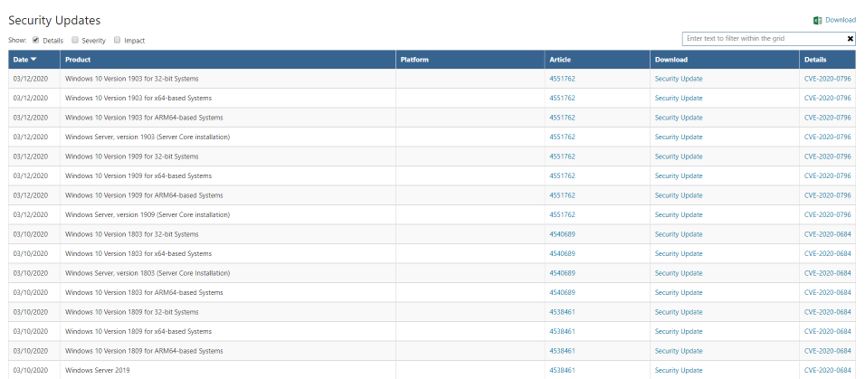 Security Updates
Download
Show: Details Severity Impact
Enter text to filter within the grid
Date Product Platform Article Download Details
03/12/2020 Windows 10 Version 1903 for 32-bit Systems 4551762 Security Update CVE-2020-0796
03/12/2020 Windows 10 Version 1903 for x64-based Systems 4551762 Security Update CVE-2020-0796
03/12/2020 Windows 10 Version 1903 for ARM64-based Systems 4551762 Security Update CVE-2020-0796
03/12/2020 Windows Server, version 1903 (Server Core installation) 4551762 Security Update CVE-2020-0796
03/12/2020 Windows 10 Version 1909 for 32-bit Systems 4551762 Security Update CVE-2020-0796
03/12/2020 Windows 10 Version 1909 for x64-based Systems 4551762 Security Update CVE-2020-0796
03/12/2020 Windows 10 Version 1909 for ARM64-based Systems 4551762 Security Update CVE-2020-0796
03/12/2020 Windows Server, version 1909 (Server Core installation) 4551762 Security Update CVE-2020-0796
03/10/2020 Windows 10 Version 1803 for 32-bit Systems 4540689 Security Update CVE-2020-0684
03/10/2020 Windows 10 Version 1803 for x64-based Systems 4540689 Security Update CVE-2020-0684
03/10/2020 Windows Server, version 1803 (Server Core Installation) 4540689 Security Update CVE-2020-0684
03/10/2020 Windows 10 Version 1803 for ARM64-based Systems 4540689 Security Update CVE-2020-0684
03/10/2020 Windows 10 Version 1809 for 32-bit Systems 4538461 Security Update CVE-2020-0684
03/10/2020 Windows 10 Version 1809 for x64-based Systems 4538461 Security Update CVE-2020-0684
03/10/2020 Windows 10 Version 1809 for ARM64-based Systems 4538461 Security Update CVE-2020-0684
03/10/2020 Windows Server 2019 4538461 Security Update CVE-2020-0684